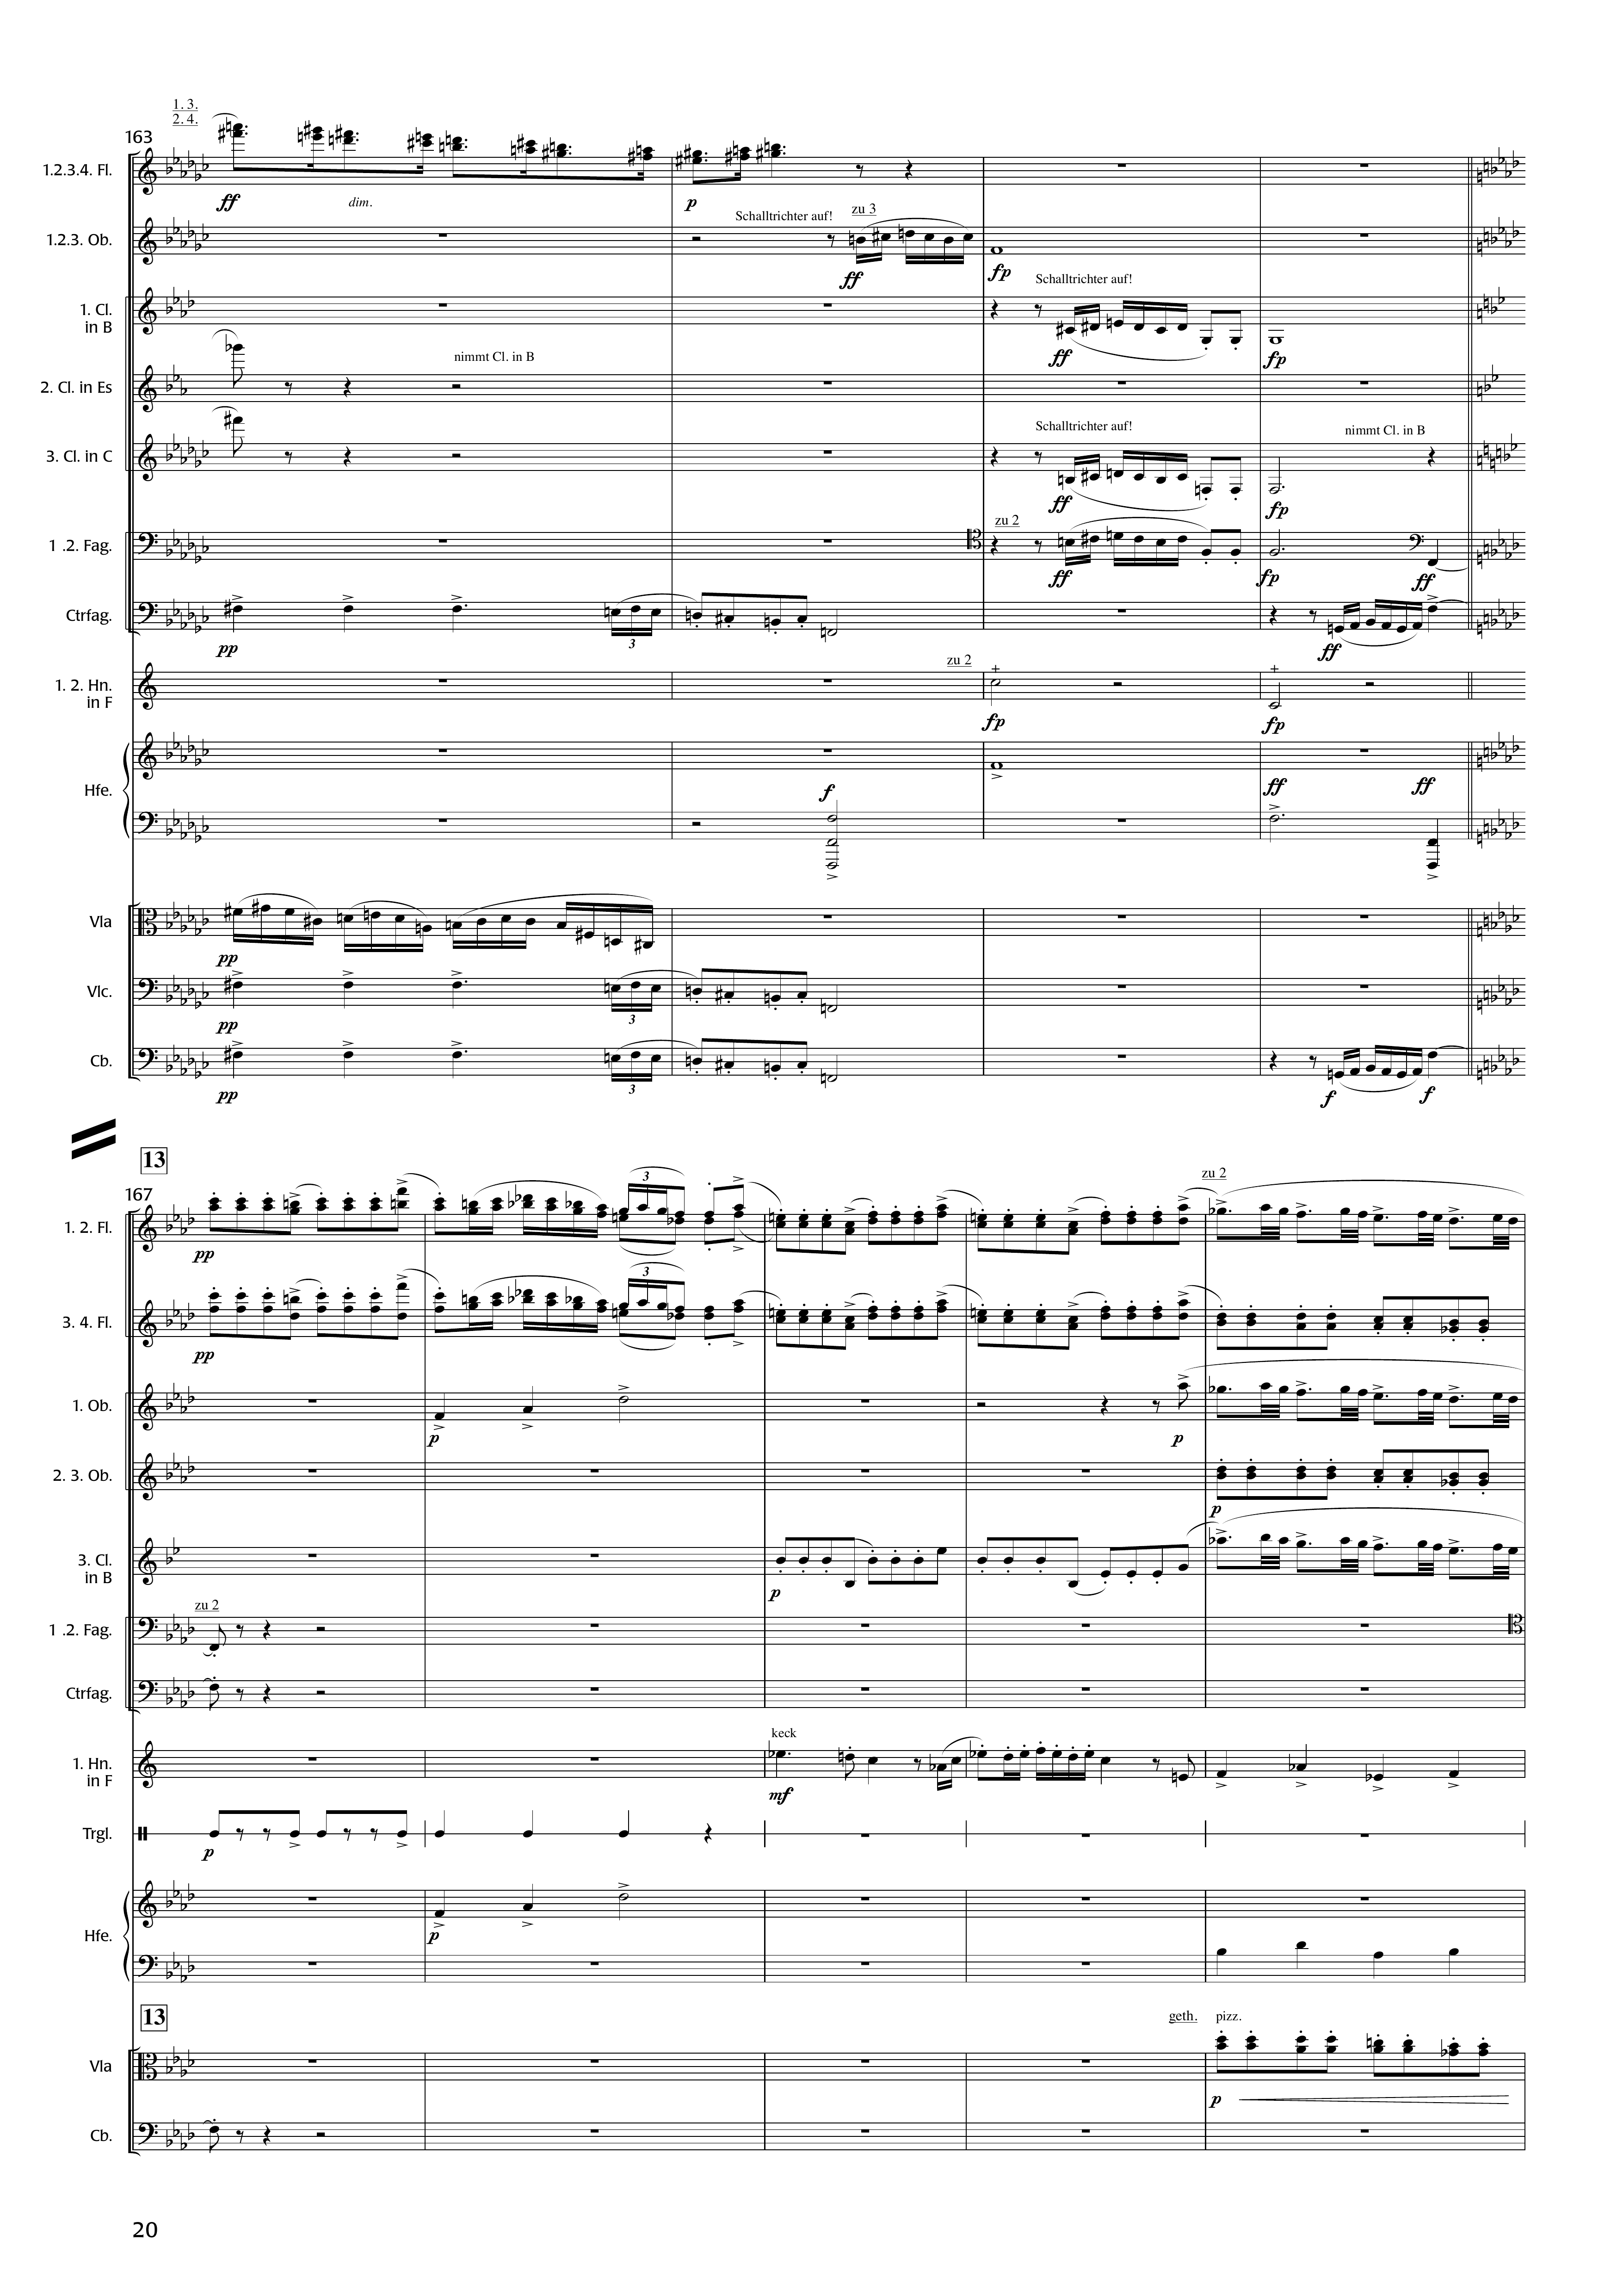 1. 3.
2. 4.
163
1.2.3.4. Fl.
ff
dim.
p
1.2.3. Ob.
Schalltrichter auf!
zu 3
ff
fp
1. Cl.
in B
Schalltrichter auf!
ff
fp
2. Cl. in Es
nimmt Cl. in B
3. Cl. in C
Schalltrichter auf!
nimmt Cl. in B
ff
fp
1 .2. Fag.
zu 2
ff
fp
ff
Ctrfag.
pp
3
ff
1. 2. Hn.
in F
zu 2
fp
fp
Hfe.
f
ff
ff
Vla
pp
Vlc.
pp
3
Cb.
pp
3
f
f
13
167
1. 2. Fl.
pp
3
zu 2
3. 4. Fl.
pp
3
1. Ob.
p
p
2. 3. Ob.
p
3. Cl.
in B
p
1 .2. Fag.
zu 2
Ctrfag.
1. Hn.
in F
keck
mf
Trgl.
p
Hfe.
p
13
Vla
geth.
pizz.
p
Cb.
20